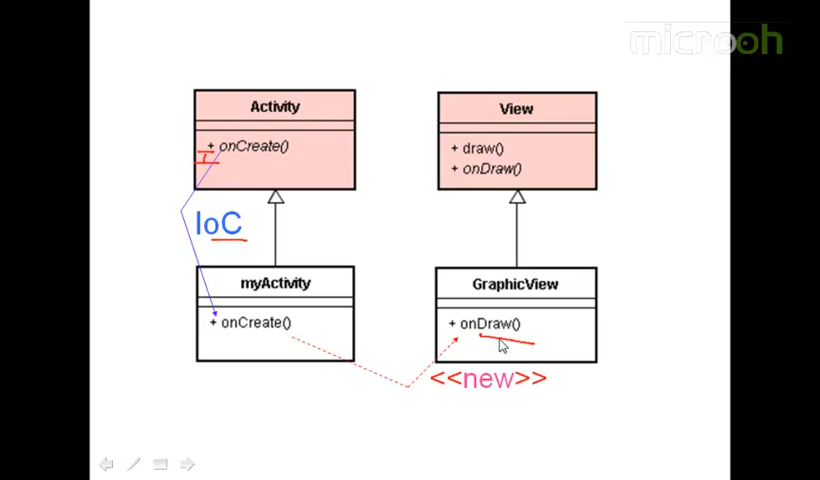 microoh
Activity
+ onCreate()
I
IoC
myActivity
+ onCreate()
View
+ draw()
+ onDraw()
GraphicView
+ onDraw()
<<new>>